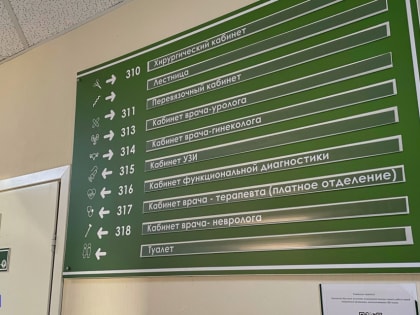 310 Хирургический кабинет
Лестница
311 Перевязочный кабинет
313 Кабинет врача-уролога
314 Кабинет врача-гинеколога
315 Кабинет УЗИ
316 Кабинет функциональной диагностики
317 Кабинет врача - терапевта (платное отделение)
318 Кабинет врача- невролога
Туалет